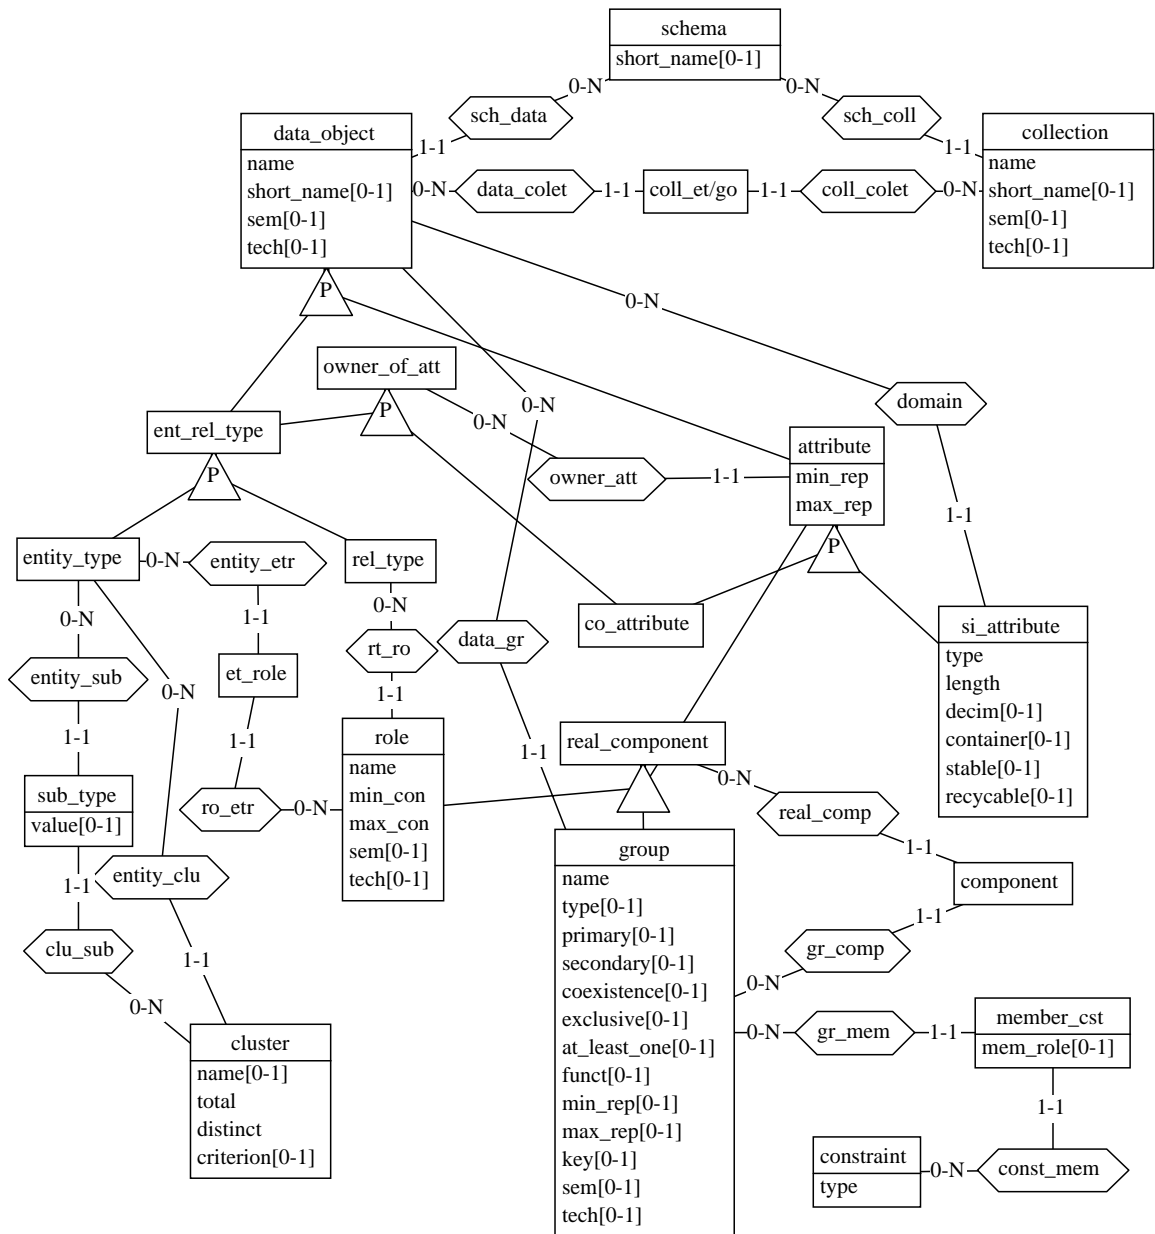 schema
short_name[0-1]
0-N
0-N
sch_data
sch_coll
data_object
name
short_name[0-1]
sem[0-1]
tech[0-1]
1-1
1-1
collection
name
short_name[0-1]
sem[0-1]
tech[0-1]
0-N
data_colet
1-1
coll_et/go
1-1
coll_colet
0-N
P
0-N
owner_of_att
P
0-N
0-N
domain
ent_rel_type
P
attribute
min_rep
max_rep
owner_att
1-1
1-1
P
entity_type
0-N
entity_etr
rel_type
0-N
1-1
0-N
co_attribute
si_attribute
type
length
decim[0-1]
container[0-1]
stable[0-1]
recycable[0-1]
entity_sub
0-N
et_role
rt_ro
data_gr
1-1
1-1
1-1
1-1
role
name
min_con
max_con
sem[0-1]
tech[0-1]
real_component
0-N
sub_type
value[0-1]
ro_etr
0-N
real_comp
1-1
1-1
entity_clu
component
group
name
type[0-1]
primary[0-1]
secondary[0-1]
coexistence[0-1]
exclusive[0-1]
at_least_one[0-1]
funct[0-1]
min_rep[0-1]
max_rep[0-1]
key[0-1]
sem[0-1]
tech[0-1]
1-1
gr_comp
0-N
clu_sub
1-1
0-N
cluster
name[0-1]
total
distinct
criterion[0-1]
0-N
gr_mem
1-1
member_cst
mem_role[0-1]
1-1
constraint
type
0-N
const_mem